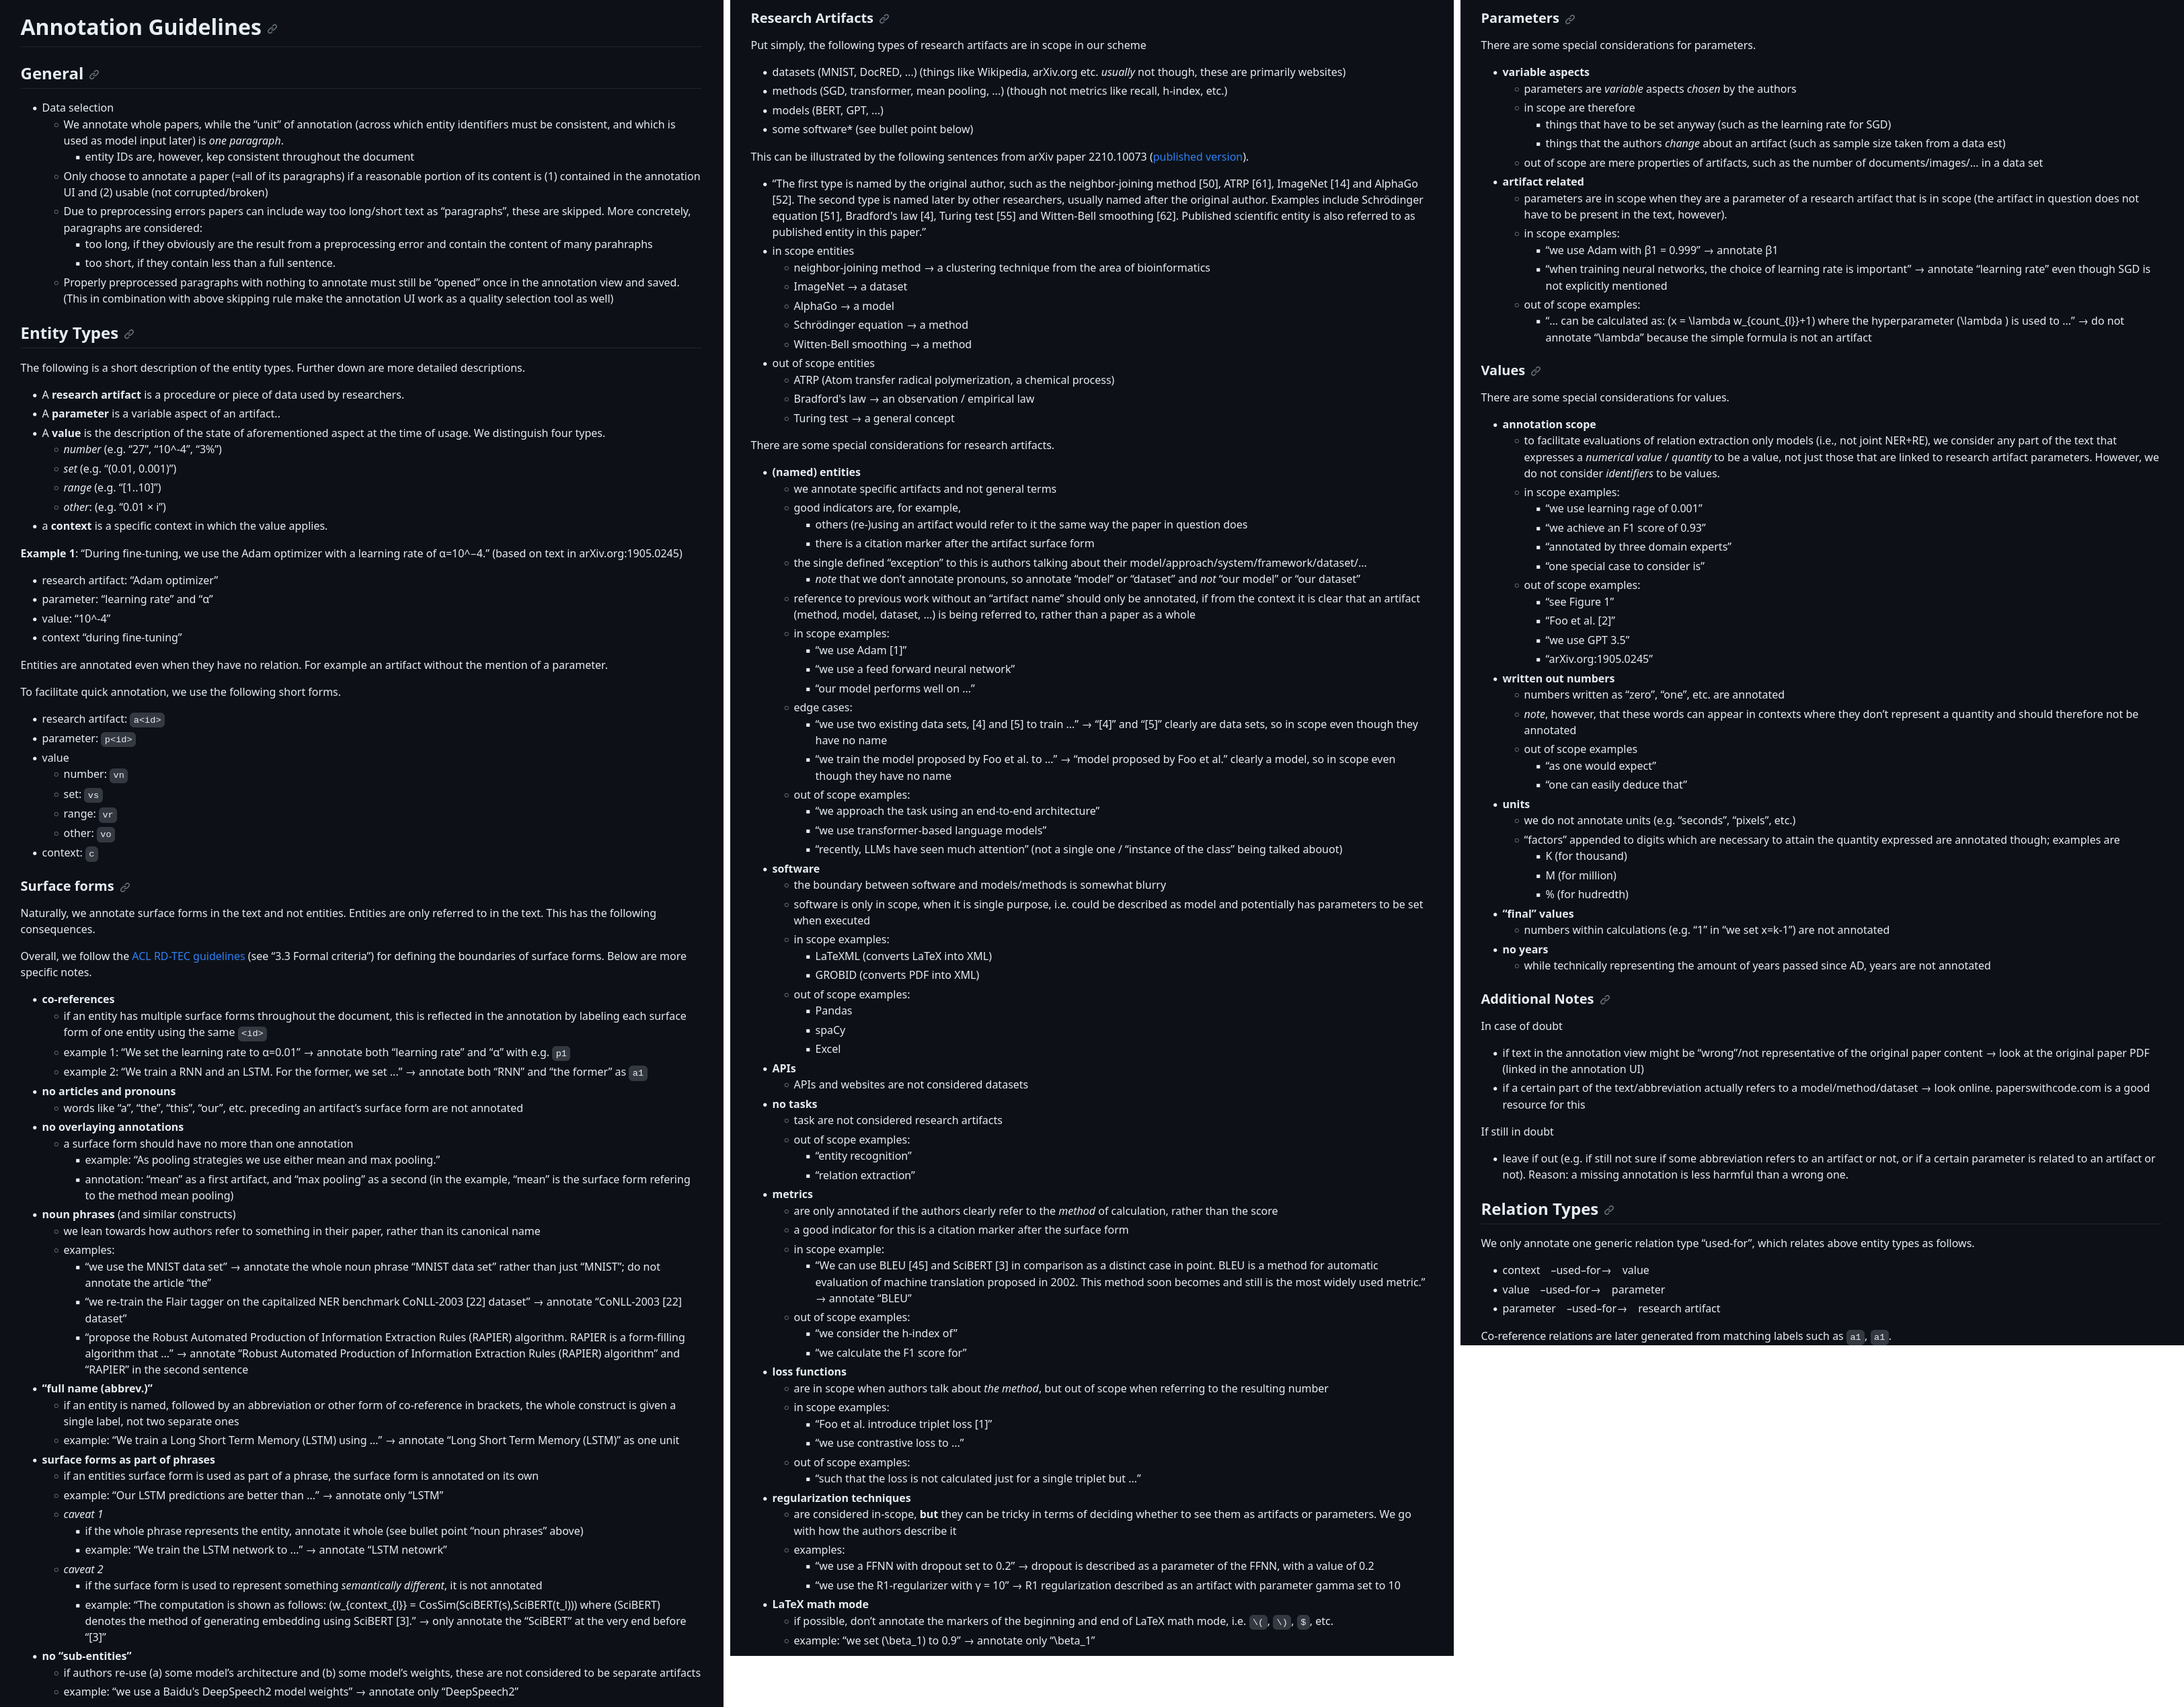 Annotation Guidelines
General
• Data selection
◦ We annotate whole papers, while the “unit” of annotation (across which entity identifiers must be consistent, and which is
used as model input later) is one paragraph.
▪ entity IDs are, however, kep consistent throughout the document
◦ Only choose to annotate a paper (=all of its paragraphs) if a reasonable portion of its content is (1) contained in the annotation
UI and (2) usable (not corrupted/broken)
◦ Due to preprocessing errors papers can include way too long/short text as “paragraphs”, these are skipped. More concretely,
paragraphs are considered:
▪ too long, if they obviously are the result from a preprocessing error and contain the content of many parahraphs
▪ too short, if they contain less than a full sentence.
◦ Properly preprocessed paragraphs with nothing to annotate must still be “opened” once in the annotation view and saved.
(This in combination with above skipping rule make the annotation UI work as a quality selection tool as well)
Entity Types
The following is a short description of the entity types. Further down are more detailed descriptions.
• A research artifact is a procedure or piece of data used by researchers.
• A parameter is a variable aspect of an artifact..
• A value is the description of the state of aforementioned aspect at the time of usage. We distinguish four types.
◦ number (e.g. “27”, “10^-4”, “3%”)
◦ set (e.g. “(0.01, 0.001)”)
◦ range (e.g. “[1..10]”)
◦ other: (e.g. “0.01 × i”)
• a context is a specific context in which the value applies.
Example 1: “During fine-tuning, we use the Adam optimizer with a learning rate of α=10^−4.” (based on text in arXiv.org:1905.0245)
• research artifact: “Adam optimizer”
• parameter: “learning rate” and “α”
• value: “10^-4”
• context “during fine-tuning”
Entities are annotated even when they have no relation. For example an artifact without the mention of a parameter.
To facilitate quick annotation, we use the following short forms.
• research artifact: a<id>
• parameter: p<id>
• value
◦ number: vn
◦ set: vs
◦ range: vr
◦ other: vo
• context: c
Surface forms
Naturally, we annotate surface forms in the text and not entities. Entities are only referred to in the text. This has the following
consequences.
Overall, we follow the ACL RD-TEC guidelines (see “3.3 Formal criteria”) for defining the boundaries of surface forms. Below are more
specific notes.
• co-references
◦ if an entity has multiple surface forms throughout the document, this is reflected in the annotation by labeling each surface
form of one entity using the same <id>
◦ example 1: “We set the learning rate to α=0.01” → annotate both “learning rate” and “α” with e.g. p1
◦ example 2: “We train a RNN and an LSTM. For the former, we set ...” → annotate both “RNN” and “the former” as a1
• no articles and pronouns
◦ words like “a”, “the”, “this”, “our”, etc. preceding an artifact’s surface form are not annotated
• no overlaying annotations
◦ a surface form should have no more than one annotation
▪ example: “As pooling strategies we use either mean and max pooling.”
▪ annotation: “mean” as a first artifact, and “max pooling” as a second (in the example, “mean” is the surface form refering
to the method mean pooling)
• noun phrases (and similar constructs)
◦ we lean towards how authors refer to something in their paper, rather than its canonical name
◦ examples:
▪ “we use the MNIST data set” → annotate the whole noun phrase “MNIST data set” rather than just “MNIST”; do not
annotate the article “the”
▪ “we re-train the Flair tagger on the capitalized NER benchmark CoNLL-2003 [22] dataset” → annotate “CoNLL-2003 [22]
dataset”
▪ “propose the Robust Automated Production of Information Extraction Rules (RAPIER) algorithm. RAPIER is a form-filling
algorithm that ...” → annotate “Robust Automated Production of Information Extraction Rules (RAPIER) algorithm” and
“RAPIER” in the second sentence
• “full name (abbrev.)”
◦ if an entity is named, followed by an abbreviation or other form of co-reference in brackets, the whole construct is given a
single label, not two separate ones
◦ example: “We train a Long Short Term Memory (LSTM) using ...” → annotate “Long Short Term Memory (LSTM)” as one unit
• surface forms as part of phrases
◦ if an entities surface form is used as part of a phrase, the surface form is annotated on its own
◦ example: “Our LSTM predictions are better than ...” → annotate only “LSTM”
◦ caveat 1
▪ if the whole phrase represents the entity, annotate it whole (see bullet point “noun phrases” above)
▪ example: “We train the LSTM network to ...” → annotate “LSTM netowrk”
◦ caveat 2
▪ if the surface form is used to represent something semantically different, it is not annotated
▪ example: “The computation is shown as follows: (w_{context_{l}} = CosSim(SciBERT(s),SciBERT(t_l))) where (SciBERT)
denotes the method of generating embedding using SciBERT [3].” → only annotate the “SciBERT” at the very end before
“[3]”
• no “sub-entities”
◦ if authors re-use (a) some model’s architecture and (b) some model’s weights, these are not considered to be separate artifacts
◦ example: “we use a Baidu's DeepSpeech2 model weights” → annotate only “DeepSpeech2”
Research Artifacts
Put simply, the following types of research artifacts are in scope in our scheme
• datasets (MNIST, DocRED, ...) (things like Wikipedia, arXiv.org etc. usually not though, these are primarily websites)
• methods (SGD, transformer, mean pooling, ...) (though not metrics like recall, h-index, etc.)
• models (BERT, GPT, ...)
• some software* (see bullet point below)
This can be illustrated by the following sentences from arXiv paper 2210.10073 (published version).
• “The first type is named by the original author, such as the neighbor-joining method [50], ATRP [61], ImageNet [14] and AlphaGo
[52]. The second type is named later by other researchers, usually named after the original author. Examples include Schrödinger
equation [51], Bradford's law [4], Turing test [55] and Witten-Bell smoothing [62]. Published scientific entity is also referred to as
published entity in this paper.”
• in scope entities
◦ neighbor-joining method → a clustering technique from the area of bioinformatics
◦ ImageNet → a dataset
◦ AlphaGo → a model
◦ Schrödinger equation → a method
◦ Witten-Bell smoothing → a method
• out of scope entities
◦ ATRP (Atom transfer radical polymerization, a chemical process)
◦ Bradford's law → an observation / empirical law
◦ Turing test → a general concept
There are some special considerations for research artifacts.
• (named) entities
◦ we annotate specific artifacts and not general terms
◦ good indicators are, for example,
▪ others (re-)using an artifact would refer to it the same way the paper in question does
▪ there is a citation marker after the artifact surface form
◦ the single defined “exception” to this is authors talking about their model/approach/system/framework/dataset/...
▪ note that we don’t annotate pronouns, so annotate “model” or “dataset” and not “our model” or “our dataset”
◦ reference to previous work without an “artifact name” should only be annotated, if from the context it is clear that an artifact
(method, model, dataset, ...) is being referred to, rather than a paper as a whole
◦ in scope examples:
▪ “we use Adam [1]”
▪ “we use a feed forward neural network”
▪ “our model performs well on ...”
◦ edge cases:
▪ “we use two existing data sets, [4] and [5] to train ...” → “[4]” and “[5]” clearly are data sets, so in scope even though they
have no name
▪ “we train the model proposed by Foo et al. to ...” → “model proposed by Foo et al.” clearly a model, so in scope even
though they have no name
◦ out of scope examples:
▪ “we approach the task using an end-to-end architecture”
▪ “we use transformer-based language models”
▪ “recently, LLMs have seen much attention” (not a single one / “instance of the class” being talked abouot)
• software
◦ the boundary between software and models/methods is somewhat blurry
◦ software is only in scope, when it is single purpose, i.e. could be described as model and potentially has parameters to be set
when executed
◦ in scope examples:
▪ LaTeXML (converts LaTeX into XML)
▪ GROBID (converts PDF into XML)
◦ out of scope examples:
▪ Pandas
▪ spaCy
▪ Excel
• APIs
◦ APIs and websites are not considered datasets
• no tasks
◦ task are not considered research artifacts
◦ out of scope examples:
▪ “entity recognition”
▪ “relation extraction”
• metrics
◦ are only annotated if the authors clearly refer to the method of calculation, rather than the score
◦ a good indicator for this is a citation marker after the surface form
◦ in scope example:
▪ “We can use BLEU [45] and SciBERT [3] in comparison as a distinct case in point. BLEU is a method for automatic
evaluation of machine translation proposed in 2002. This method soon becomes and still is the most widely used metric.”
→ annotate “BLEU”
◦ out of scope examples:
▪ “we consider the h-index of”
▪ “we calculate the F1 score for”
• loss functions
◦ are in scope when authors talk about the method, but out of scope when referring to the resulting number
◦ in scope examples:
▪ “Foo et al. introduce triplet loss [1]”
▪ “we use contrastive loss to ...”
◦ out of scope examples:
▪ “such that the loss is not calculated just for a single triplet but ...”
• regularization techniques
◦ are considered in-scope, but they can be tricky in terms of deciding whether to see them as artifacts or parameters. We go
with how the authors describe it
◦ examples:
▪ “we use a FFNN with dropout set to 0.2” → dropout is described as a parameter of the FFNN, with a value of 0.2
▪ “we use the R1-regularizer with γ = 10” → R1 regularization described as an artifact with parameter gamma set to 10
• LaTeX math mode
◦ if possible, don’t annotate the markers of the beginning and end of LaTeX math mode, i.e. \(, \), $, etc.
◦ example: “we set (\beta_1) to 0.9” → annotate only “\beta_1”
Parameters
There are some special considerations for parameters.
• variable aspects
◦ parameters are variable aspects chosen by the authors
◦ in scope are therefore
▪ things that have to be set anyway (such as the learning rate for SGD)
▪ things that the authors change about an artifact (such as sample size taken from a data est)
◦ out of scope are mere properties of artifacts, such as the number of documents/images/... in a data set
• artifact related
◦ parameters are in scope when they are a parameter of a research artifact that is in scope (the artifact in question does not
have to be present in the text, however).
◦ in scope examples:
▪ “we use Adam with β1 = 0.999” → annotate β1
▪ “when training neural networks, the choice of learning rate is important” → annotate “learning rate” even though SGD is
not explicitly mentioned
◦ out of scope examples:
▪ “... can be calculated as: (x = \lambda w_{count_{l}}+1) where the hyperparameter (\lambda ) is used to ...” → do not
annotate “\lambda” because the simple formula is not an artifact
Values
There are some special considerations for values.
• annotation scope
◦ to facilitate evaluations of relation extraction only models (i.e., not joint NER+RE), we consider any part of the text that
expresses a numerical value / quantity to be a value, not just those that are linked to research artifact parameters. However, we
do not consider identifiers to be values.
◦ in scope examples:
▪ “we use learning rage of 0.001”
▪ “we achieve an F1 score of 0.93”
▪ “annotated by three domain experts”
▪ “one special case to consider is”
◦ out of scope examples:
▪ “see Figure 1”
▪ “Foo et al. [2]”
▪ “we use GPT 3.5”
▪ “arXiv.org:1905.0245”
• written out numbers
◦ numbers written as “zero”, “one”, etc. are annotated
◦ note, however, that these words can appear in contexts where they don’t represent a quantity and should therefore not be
annotated
◦ out of scope examples
▪ “as one would expect”
▪ “one can easily deduce that”
• units
◦ we do not annotate units (e.g. “seconds”, “pixels”, etc.)
◦ “factors” appended to digits which are necessary to attain the quantity expressed are annotated though; examples are
▪ K (for thousand)
▪ M (for million)
▪ % (for hudredth)
• “final” values
◦ numbers within calculations (e.g. “1” in “we set x=k-1”) are not annotated
• no years
◦ while technically representing the amount of years passed since AD, years are not annotated
Additional Notes
In case of doubt
• if text in the annotation view might be “wrong”/not representative of the original paper content → look at the original paper PDF
(linked in the annotation UI)
• if a certain part of the text/abbreviation actually refers to a model/method/dataset → look online. paperswithcode.com is a good
resource for this
If still in doubt
• leave if out (e.g. if still not sure if some abbreviation refers to an artifact or not, or if a certain parameter is related to an artifact or
not). Reason: a missing annotation is less harmful than a wrong one.
Relation Types
We only annotate one generic relation type “used-for”, which relates above entity types as follows.
• context –used–for→ value
• value –used–for→ parameter
• parameter –used–for→ research artifact
Co-reference relations are later generated from matching labels such as a1, a1.